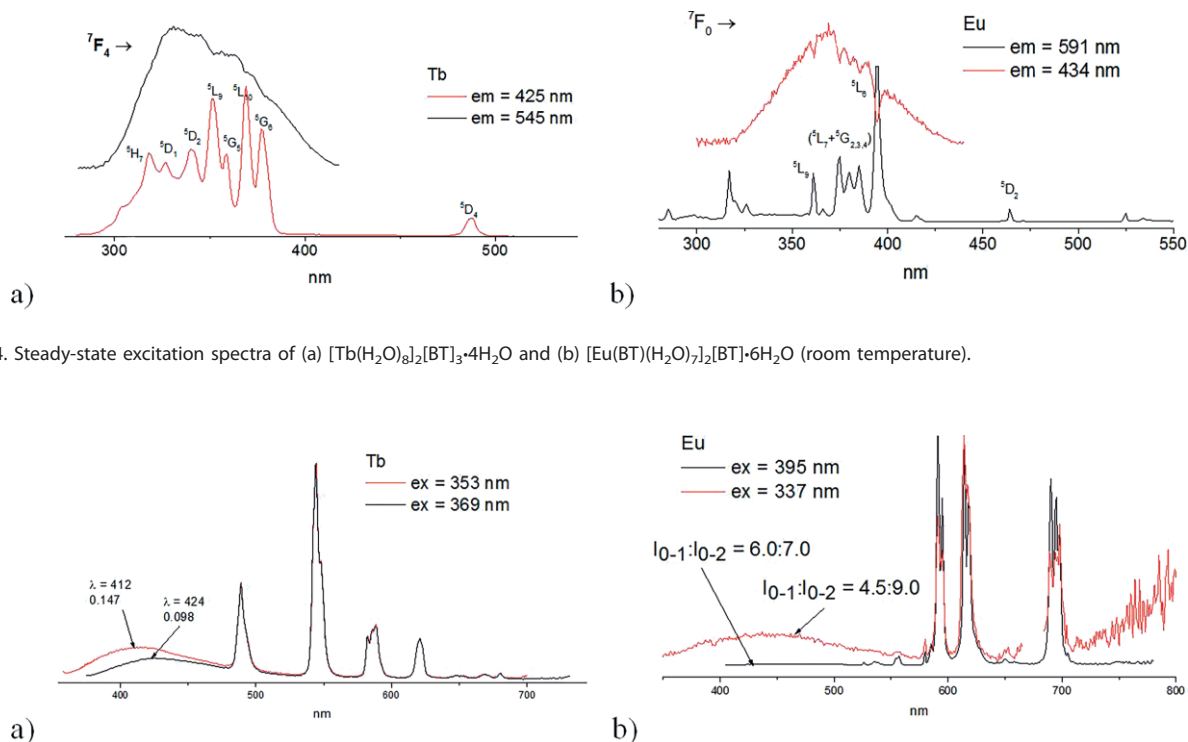 ⁷F₄ →
Tb
em = 425 nm
em = 545 nm
⁵H₇
⁵D₁
⁵D₂
⁵L₉
⁵G₅
⁵L₁₀
⁵G₆
⁵D₄
300
400
500
nm
a)
⁷F₀ →
Eu
em = 591 nm
em = 434 nm
(⁵L₇+⁵G₂,₃,₄)
⁵L₉
⁵D₂
300 350 400 450 500 550
nm
b)
4. Steady-state excitation spectra of (a) [Tb(H₂O)₈]₂[BT]₃•4H₂O and (b) [Eu(BT)(H₂O)₇]₂[BT]•6H₂O (room temperature).
Tb
ex = 353 nm
ex = 369 nm
λ = 412
0.147
λ = 424
0.098
400 500 600 700
nm
a)
Eu
ex = 395 nm
ex = 337 nm
I₀₋₁:I₀₋₂ = 6.0:7.0
I₀₋₁:I₀₋₂ = 4.5:9.0
400 500 600 700 800
nm
b)